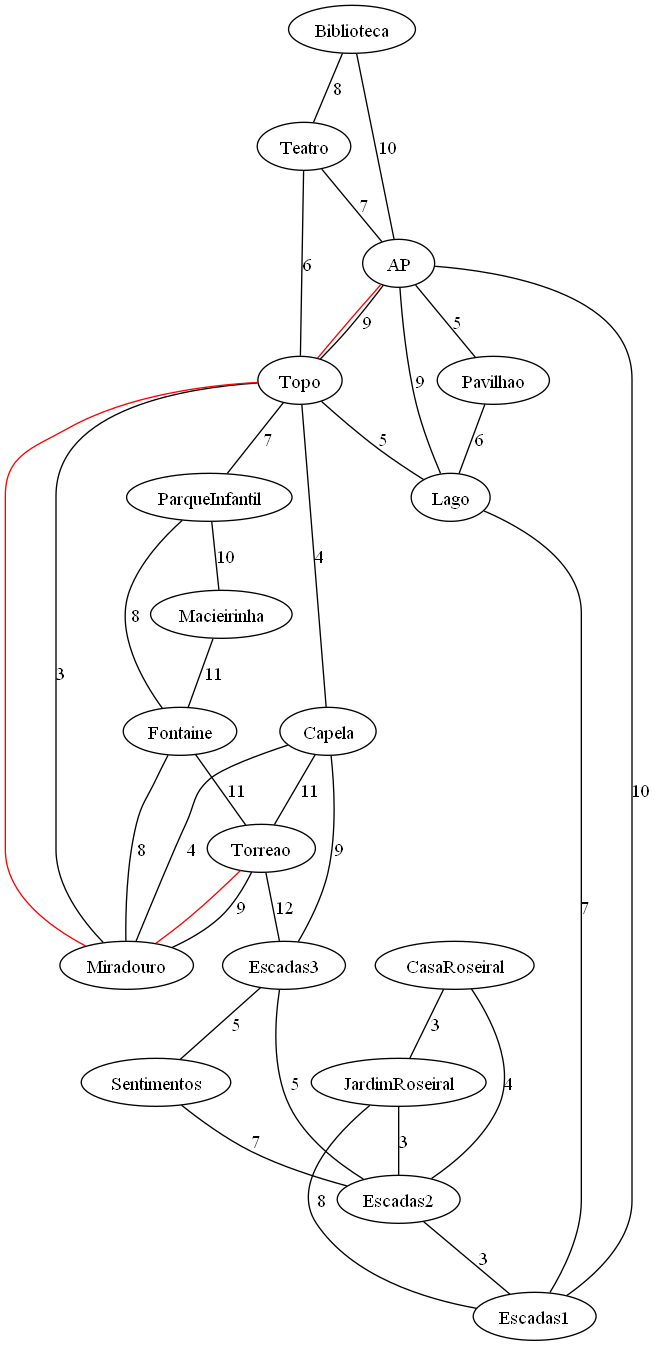 Biblioteca
8
Teatro
10
7
6
AP
9
5
Topo
9
Pavilhao
7
5
6
ParqueInfantil
Lago
10
4
8
Macieirinha
3
11
Fontaine
Capela
11
11
10
8
4
Torreao
9
9
12
7
Miradouro
Escadas3
CasaRoseiral
5
3
Sentimentos
5
JardimRoseiral
4
7
3
8
Escadas2
3
Escadas1